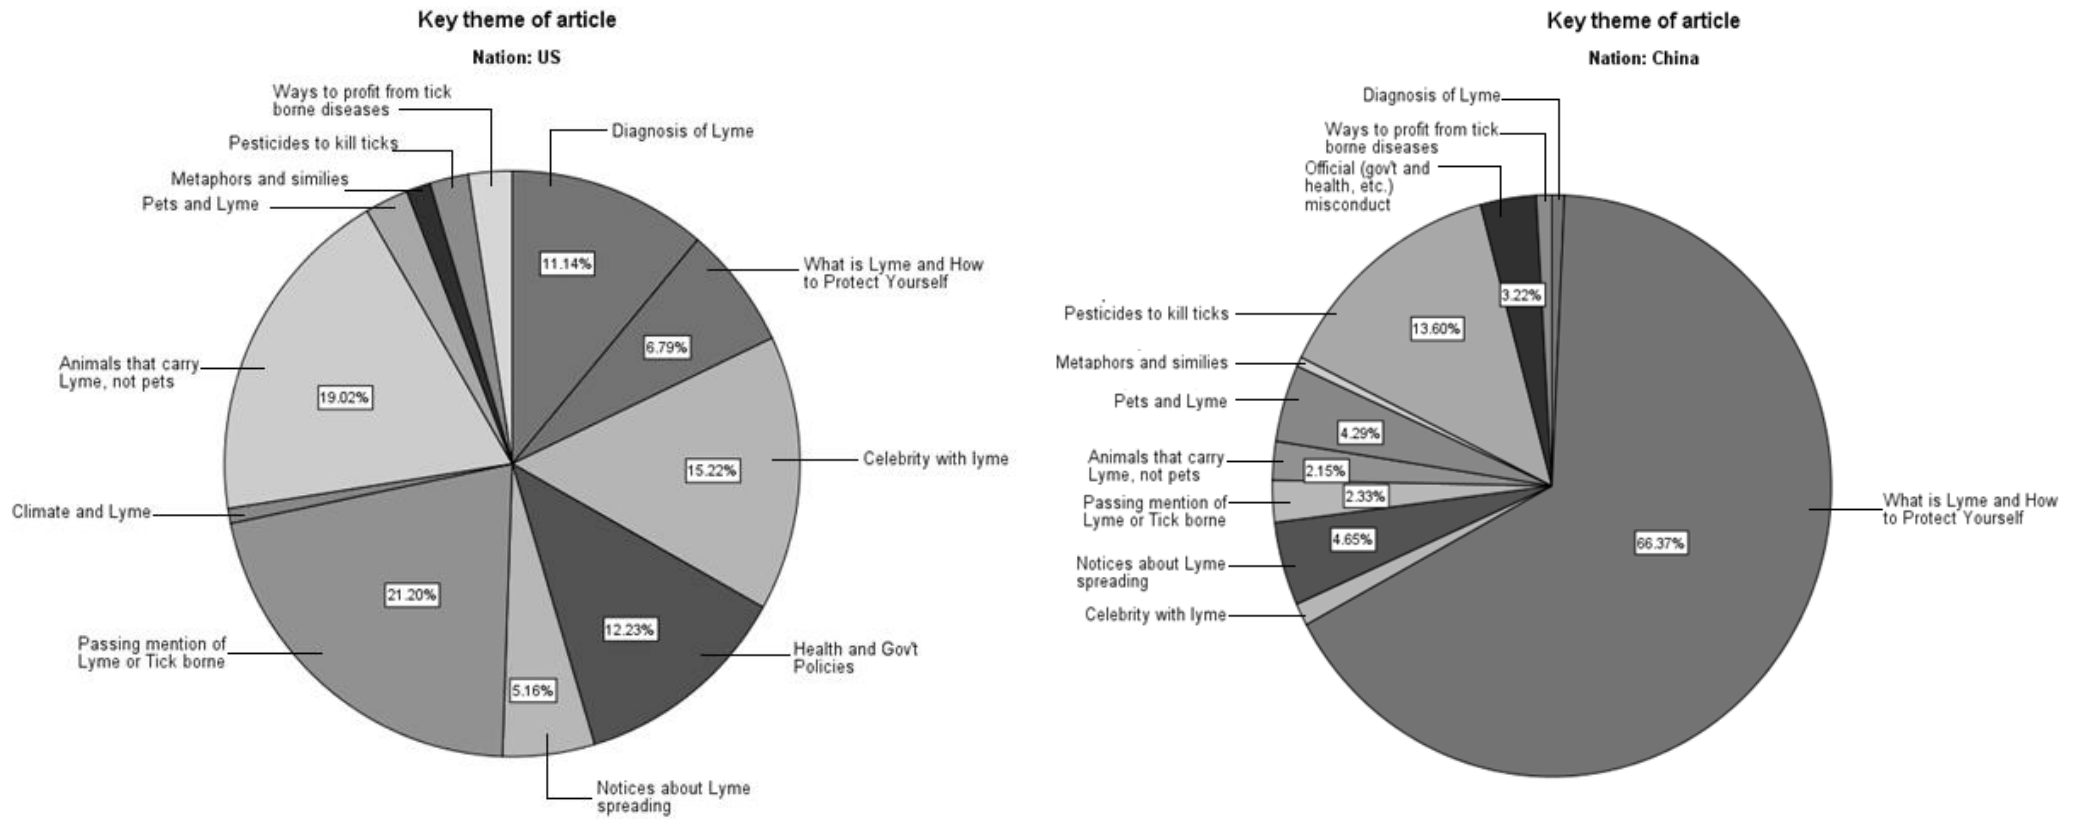 Key theme of article
Nation: US
Ways to profit from tick
borne diseases
Diagnosis of Lyme
Pesticides to kill ticks
Metaphors and similies
Pets and Lyme
11.14%
What is Lyme and How
to Protect Yourself
6.79%
Animals that carry
Lyme, not pets
19.02%
Celebrity with lyme
15.22%
Climate and Lyme
21.20%
12.23%
Passing mention of
Lyme or Tick borne
Health and Gov't
Policies
5.16%
Notices about Lyme
spreading
Key theme of article
Nation: China
Diagnosis of Lyme
Ways to profit from tick
borne diseases
Official (gov't and
health, etc.)
misconduct
3.22%
Pesticides to kill ticks
13.60%
Metaphors and similies
Pets and Lyme
4.29%
Animals that carry
Lyme, not pets
2.15%
Passing mention of
Lyme or Tick borne
2.33%
What is Lyme and How
to Protect Yourself
66.37%
4.65%
Notices about Lyme
spreading
Celebrity with lyme